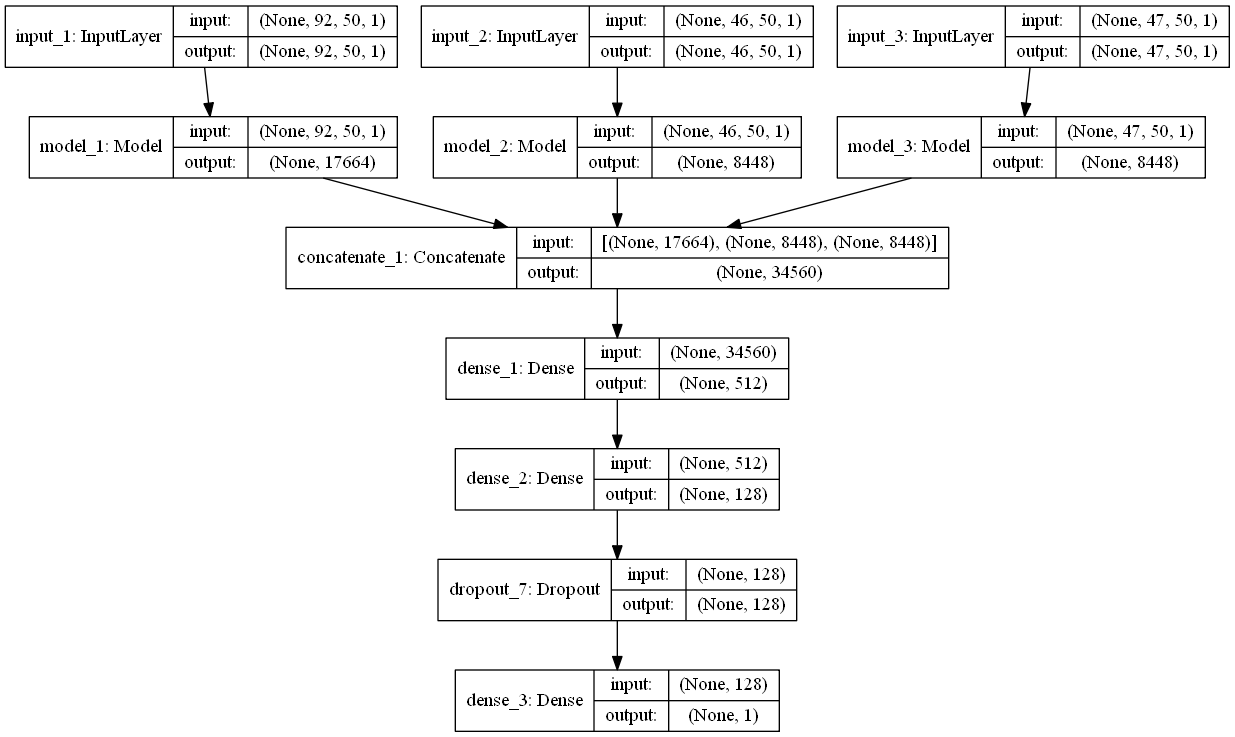 input_1: InputLayer
input: (None, 92, 50, 1)
output: (None, 92, 50, 1)
input_2: InputLayer
input: (None, 46, 50, 1)
output: (None, 46, 50, 1)
input_3: InputLayer
input: (None, 47, 50, 1)
output: (None, 47, 50, 1)
model_1: Model
input: (None, 92, 50, 1)
output: (None, 17664)
model_2: Model
input: (None, 46, 50, 1)
output: (None, 8448)
model_3: Model
input: (None, 47, 50, 1)
output: (None, 8448)
concatenate_1: Concatenate
input: [(None, 17664), (None, 8448), (None, 8448)]
output: (None, 34560)
dense_1: Dense
input: (None, 34560)
output: (None, 512)
dense_2: Dense
input: (None, 512)
output: (None, 128)
dropout_7: Dropout
input: (None, 128)
output: (None, 128)
dense_3: Dense
input: (None, 128)
output: (None, 1)